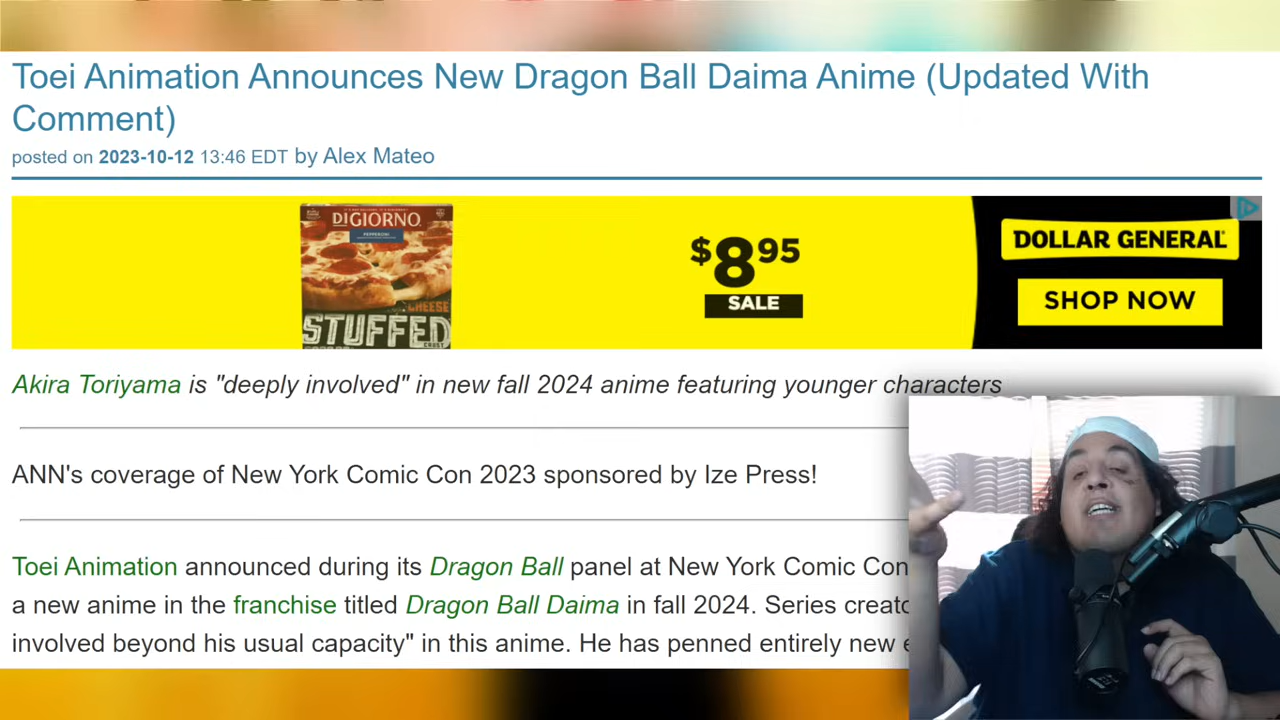 Toei Animation Announces New Dragon Ball Daima Anime (Updated With
Comment)
posted on 2023-10-12 13:46 EDT by Alex Mateo
DIGIORNO
PEPPERONI
CHEESE
STUFFED
CRUST
$8.95
SALE
DOLLAR GENERAL
SHOP NOW
Akira Toriyama is "deeply involved" in new fall 2024 anime featuring younger characters
ANN's coverage of New York Comic Con 2023 sponsored by Ize Press!
Toei Animation announced during its Dragon Ball panel at New York Comic Con
a new anime in the franchise titled Dragon Ball Daima in fall 2024. Series
involved beyond his usual capacity" in this anime. He has penned entirely new